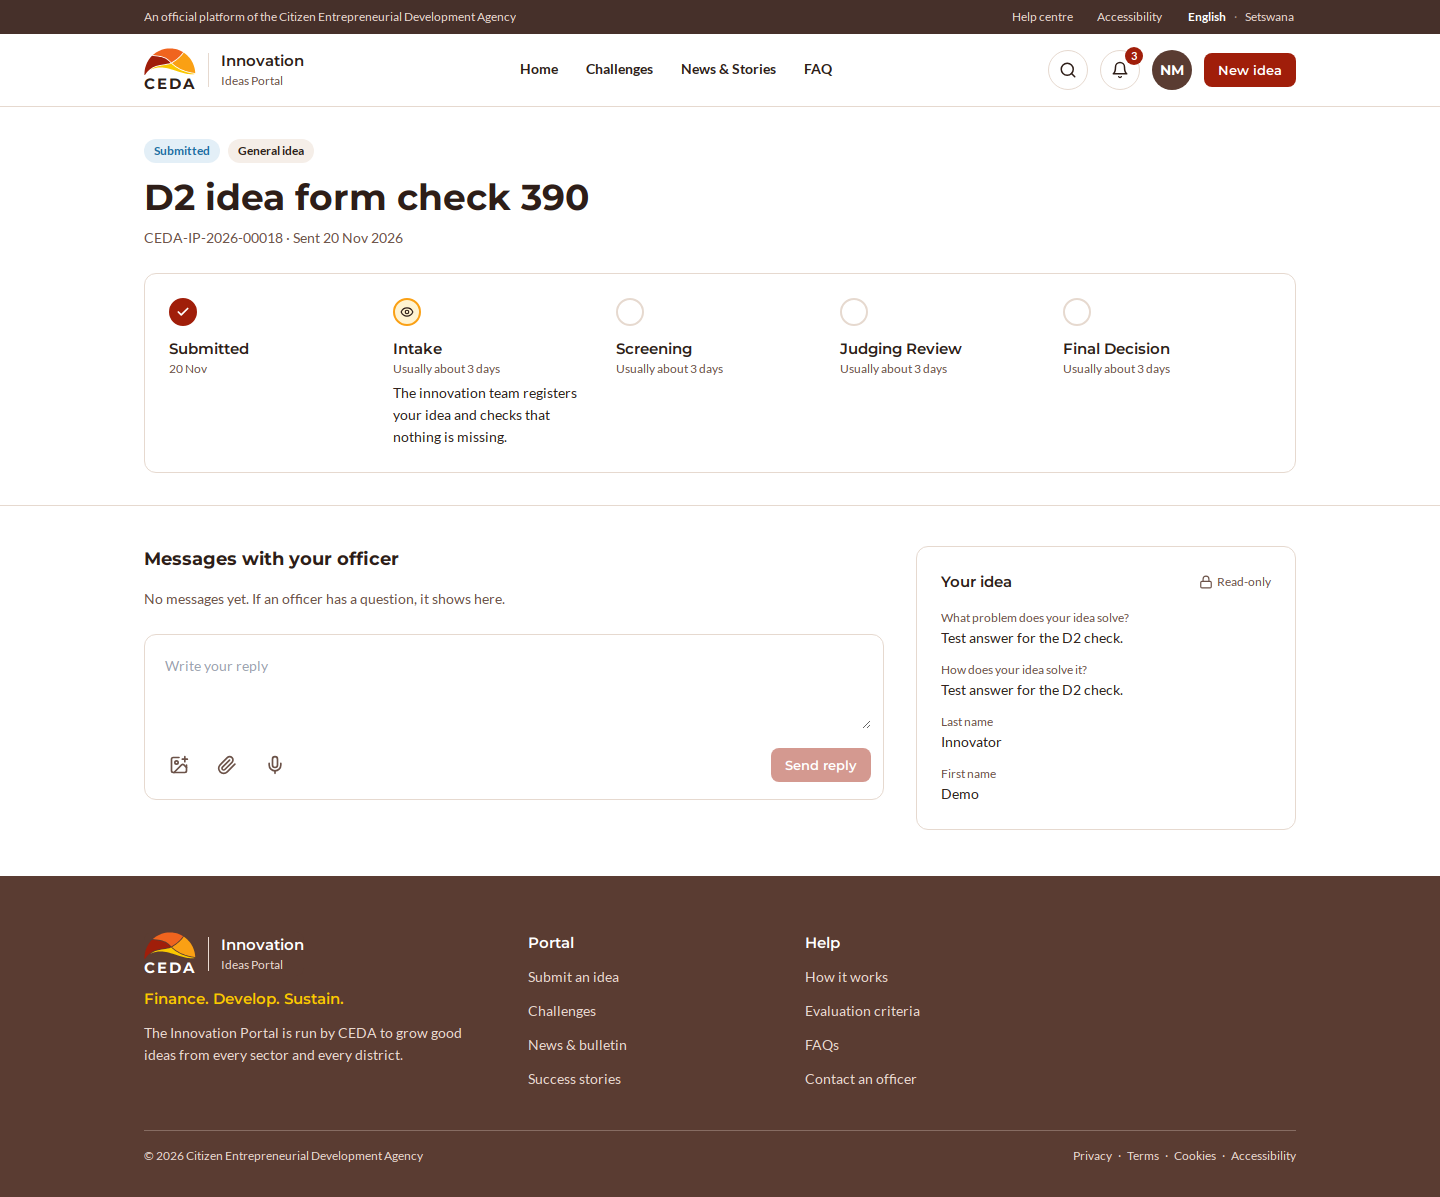 An official platform of the Citizen Entrepreneurial Development Agency
Help centre
Accessibility
English · Setswana
CEDA
Innovation
Ideas Portal
Home
Challenges
News & Stories
FAQ
3
NM
New idea
Submitted
General idea
D2 idea form check 390
CEDA-IP-2026-00018 · Sent 20 Nov 2026
Submitted
20 Nov
Intake
Usually about 3 days
The innovation team registers
your idea and checks that
nothing is missing.
Screening
Usually about 3 days
Judging Review
Usually about 3 days
Final Decision
Usually about 3 days
Messages with your officer
No messages yet. If an officer has a question, it shows here.
Write your reply
Send reply
Your idea
Read-only
What problem does your idea solve?
Test answer for the D2 check.
How does your idea solve it?
Test answer for the D2 check.
Last name
Innovator
First name
Demo
CEDA
Innovation
Ideas Portal
Finance. Develop. Sustain.
The Innovation Portal is run by CEDA to grow good
ideas from every sector and every district.
Portal
Submit an idea
Challenges
News & bulletin
Success stories
Help
How it works
Evaluation criteria
FAQs
Contact an officer
© 2026 Citizen Entrepreneurial Development Agency
Privacy · Terms · Cookies · Accessibility